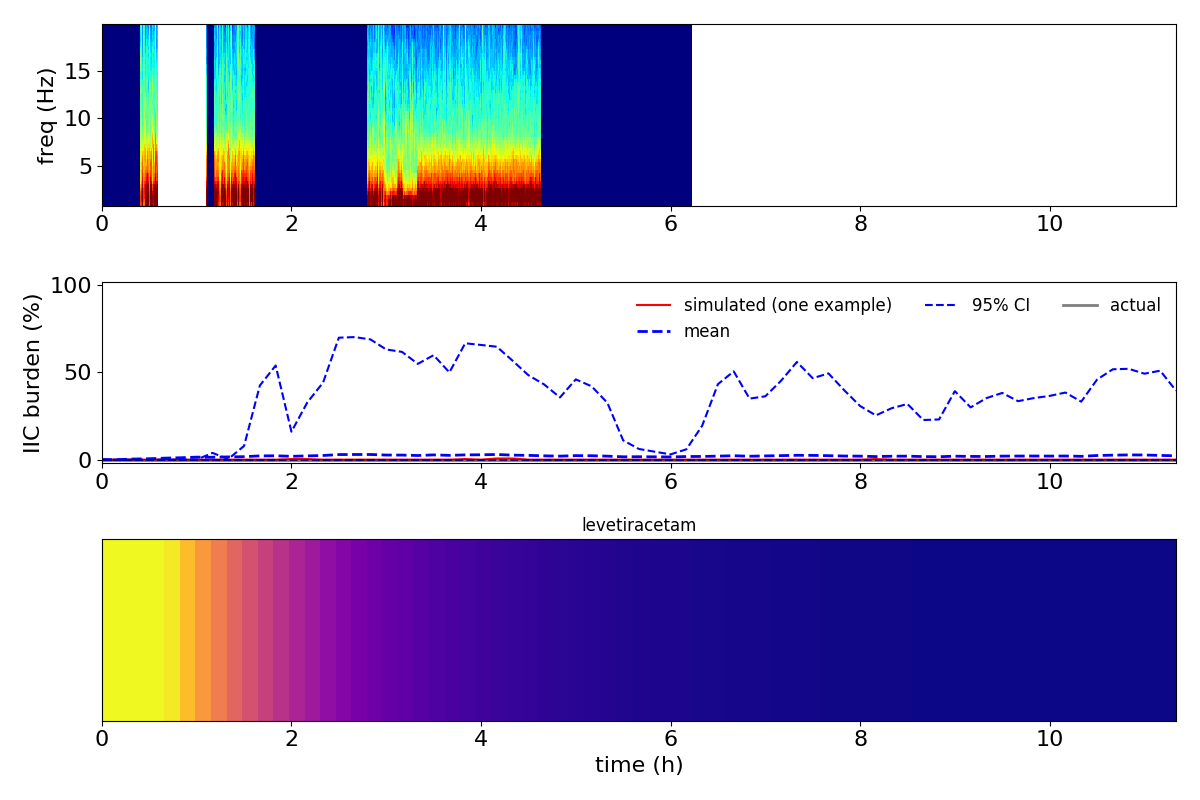 15
10
5
freq (Hz)
0 2 4 6 8 10
100
50
0
IIC burden (%)
simulated (one example) 95% CI actual
mean
0 2 4 6 8 10
levetiracetam
0 2 4 6 8 10
time (h)